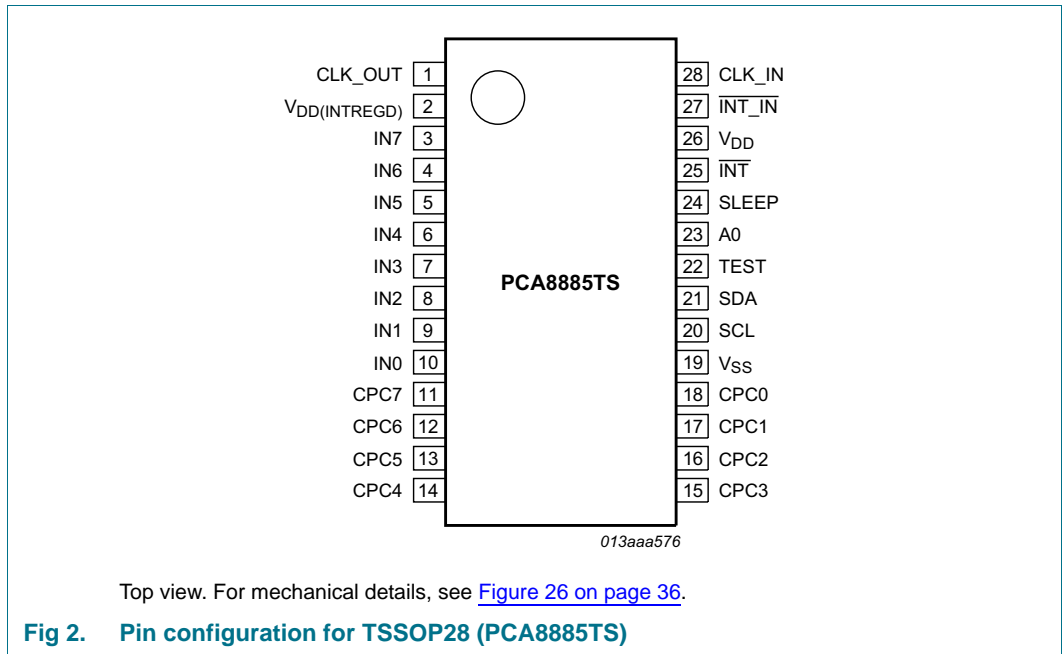 CLK_OUT 1 28 CLK_IN
VDD(INTREGD) 2 27 INT_IN
IN7 3 26 VDD
IN6 4 25 INT
IN5 5 24 SLEEP
IN4 6 23 A0
IN3 7 22 TEST
PCA8885TS
IN2 8 21 SDA
IN1 9 20 SCL
IN0 10 19 VSS
CPC7 11 18 CPC0
CPC6 12 17 CPC1
CPC5 13 16 CPC2
CPC4 14 15 CPC3
013aaa576
Top view. For mechanical details, see Figure 26 on page 36.
Fig 2. Pin configuration for TSSOP28 (PCA8885TS)